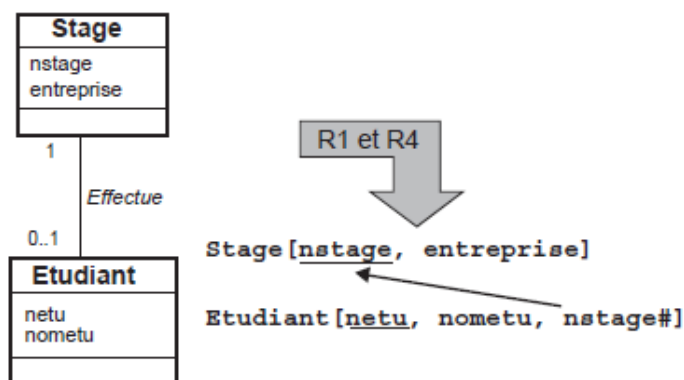 Stage
nstage
entreprise
1
Effectue
0..1
Etudiant
netu
nometu
R1 et R4
Stage[nstage, entreprise]
Etudiant[netu, nometu, nstage#]